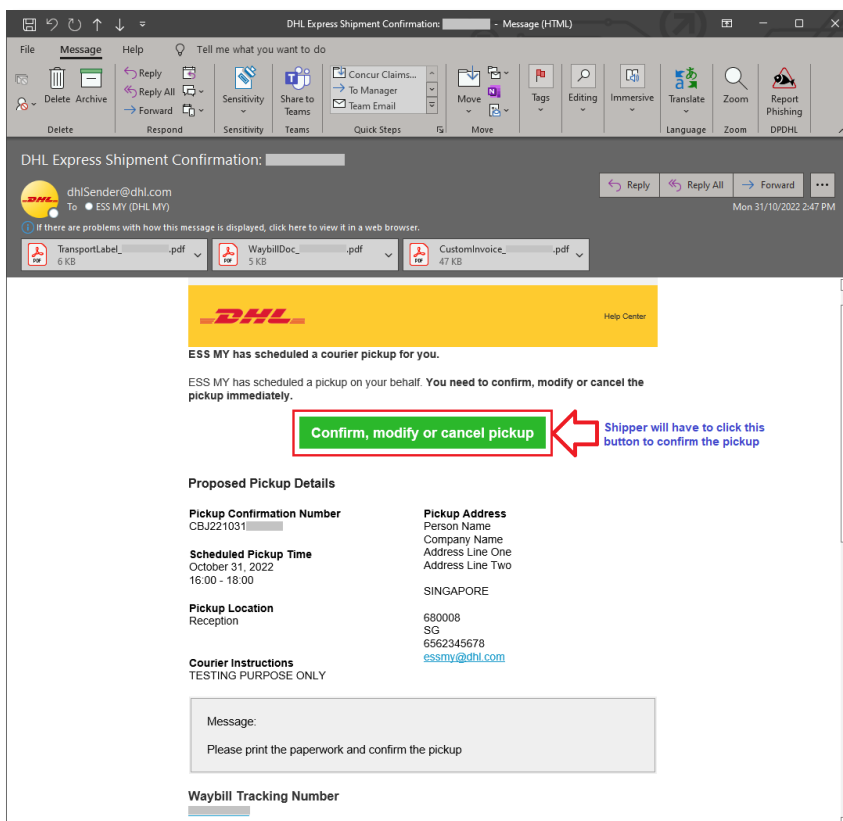 DHL Express Shipment Confirmation: - Message (HTML)
File Message Help Tell me what you want to do
Delete Archive
Reply
Reply All
Forward
Sensitivity
Share to Teams
Concur Claims...
To Manager
Team Email
Move
Tags
Editing
Immersive
Translate
Zoom
Report Phishing
Delete Respond Sensitivity Teams Quick Steps Move Language Zoom DPDHL
DHL Express Shipment Confirmation:
dhlSender@dhl.com
To ESS MY (DHL MY)
Reply Reply All Forward ...
Mon 31/10/2022 2:47 PM
If there are problems with how this message is displayed, click here to view it in a web browser.
TransportLabel_ .pdf
6 KB
WaybillDoc_ .pdf
5 KB
CustomInvoice_ .pdf
47 KB
DHL
Help Center
ESS MY has scheduled a courier pickup for you.
ESS MY has scheduled a pickup on your behalf. You need to confirm, modify or cancel the
pickup immediately.
Confirm, modify or cancel pickup
Shipper will have to click this
button to confirm the pickup
Proposed Pickup Details
Pickup Confirmation Number
CBJ221031
Scheduled Pickup Time
October 31, 2022
16:00 - 18:00
Pickup Location
Reception
Courier Instructions
TESTING PURPOSE ONLY
Pickup Address
Person Name
Company Name
Address Line One
Address Line Two
SINGAPORE
680008
SG
6562345678
essmy@dhl.com
Message:
Please print the paperwork and confirm the pickup
Waybill Tracking Number